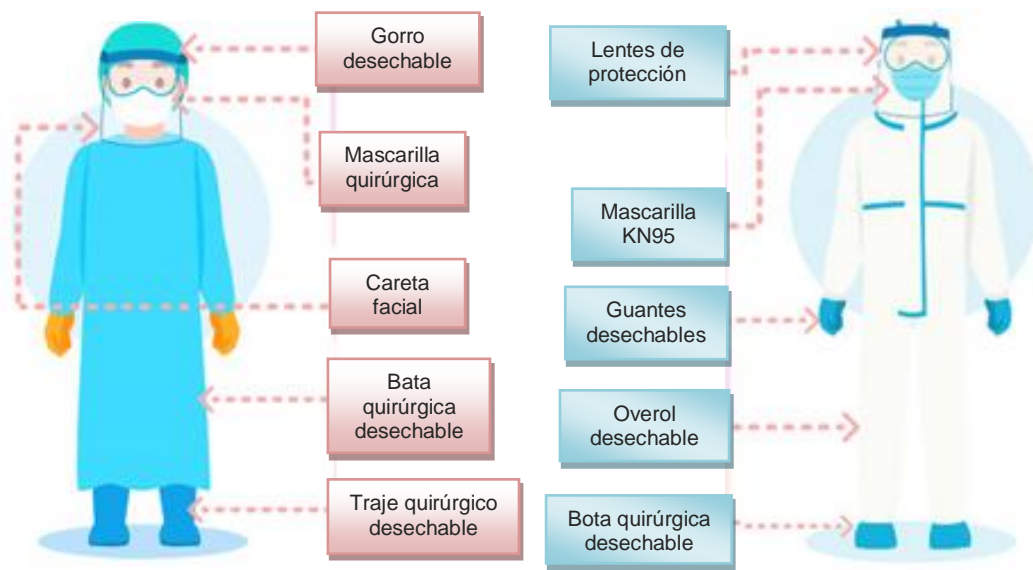 Gorro
desechable
Mascarilla
quirúrgica
Careta
facial
Bata
quirúrgica
desechable
Traje quirúrgico
desechable
Lentes de
protección
Mascarilla
KN95
Guantes
desechables
Overol
desechable
Bota quirúrgica
desechable